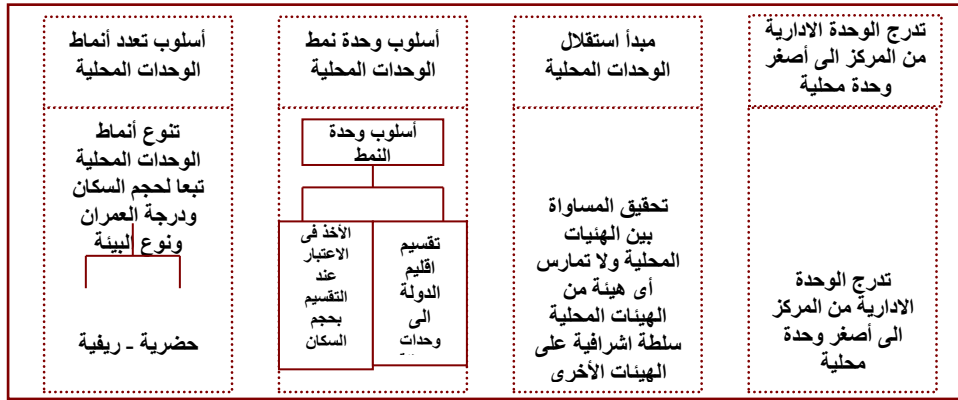 تدرج الوحدة الادارية
من المركز الى أصغر
وحدة محلية
مبدأ استقلال
الوحدات المحلية
أسلوب وحدة نمط
الوحدات المحلية
أسلوب تعدد أنماط
الوحدات المحلية
تدرج الوحدة
الادارية من المركز
الى أصغر وحدة
محلية
تحقيق المساواة
بين الهئيات
المحلية ولا تمارس
أى هيئة من
الهيئات المحلية
سلطة اشرافية على
الهيئات الأخرى
أسلوب وحدة
النمط
تقسيم
اقليم
الدولة
الى
وحدات
الأخذ فى
الاعتبار
عند
التقسيم
بحجم
السكان
تنوع أنماط
الوحدات المحلية
تبعا لحجم السكان
ودرجة العمران
ونوع البيئة
حضرية - ريفية